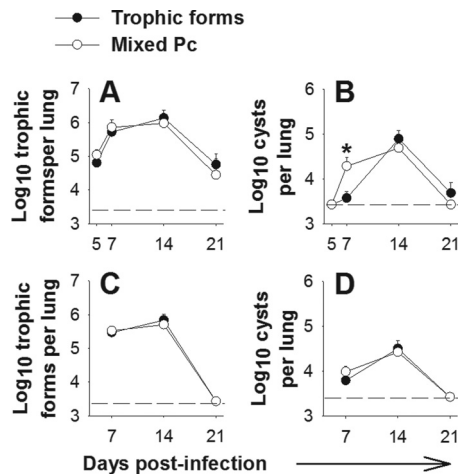 Trophic forms
Mixed Pc
A
Log10 trophic
formsper lung
7
6
5
4
3
5 7 14 21
B
*
Log10 cysts
per lung
6
5
4
3
5 7 14 21
C
Log10 trophic
forms per lung
7
6
5
4
3
7 14 21
D
Log10 cysts
per lung
6
5
4
3
7 14 21
Days post-infection